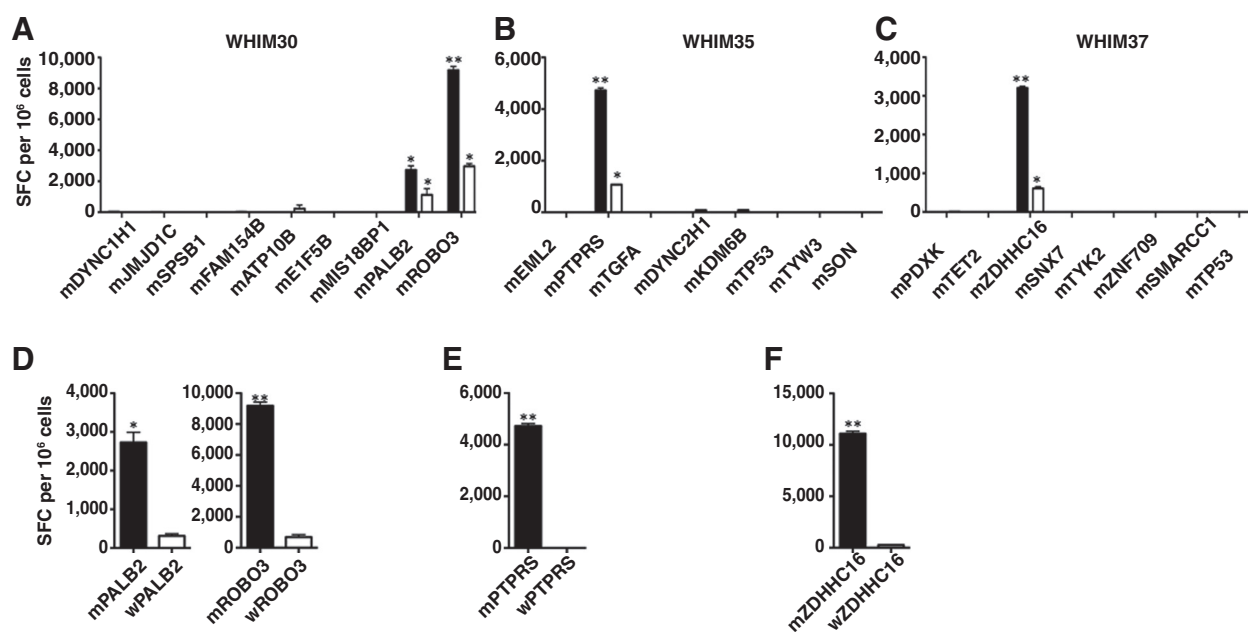 A
WHIM30
SFC per 10⁶ cells
10,000
8,000
6,000
4,000
2,000
0
*
*
**
*
mDYNC1H1
mJMJD1C
mSPSB1
mFAM154B
mATP10B
mE1F5B
mMIS18BP1
mPALB2
mROBO3
B
WHIM35
6,000
4,000
2,000
0
**
*
mEML2
mPTPRS
mTGFA
mDYNC2H1
mKDM6B
mTP53
mTYW3
mSON
C
WHIM37
4,000
3,000
2,000
1,000
0
**
*
mPDXK
mTET2
mZDHHC16
mSNX7
mTYK2
mZNF709
mSMARCC1
mTP53
D
SFC per 10⁶ cells
4,000
3,000
2,000
1,000
0
*
mPALB2
wPALB2
10,000
8,000
6,000
4,000
2,000
0
**
mROBO3
wROBO3
E
6,000
4,000
2,000
0
**
mPTPRS
wPTPRS
F
15,000
10,000
5,000
0
**
mZDHHC16
wZDHHC16